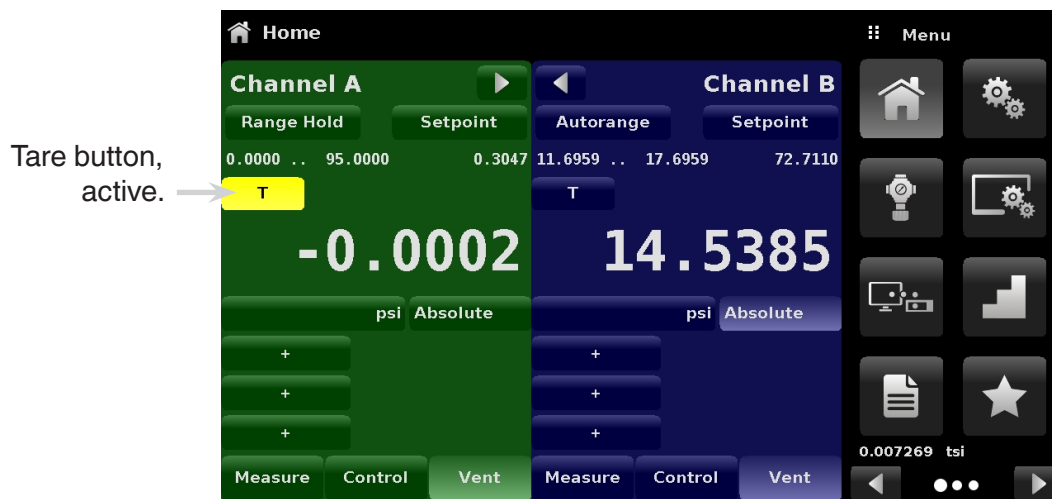 Home
Menu
Channel A
Channel B
Range Hold Setpoint Autorange Setpoint
0.0000 .. 95.0000 0.3047 11.6959 .. 17.6959 72.7110
Tare button,
active.
T T
-0.0002 14.5385
psi Absolute psi Absolute
+ +
+ +
+ +
0.007269 tsi
Measure Control Vent Measure Control Vent